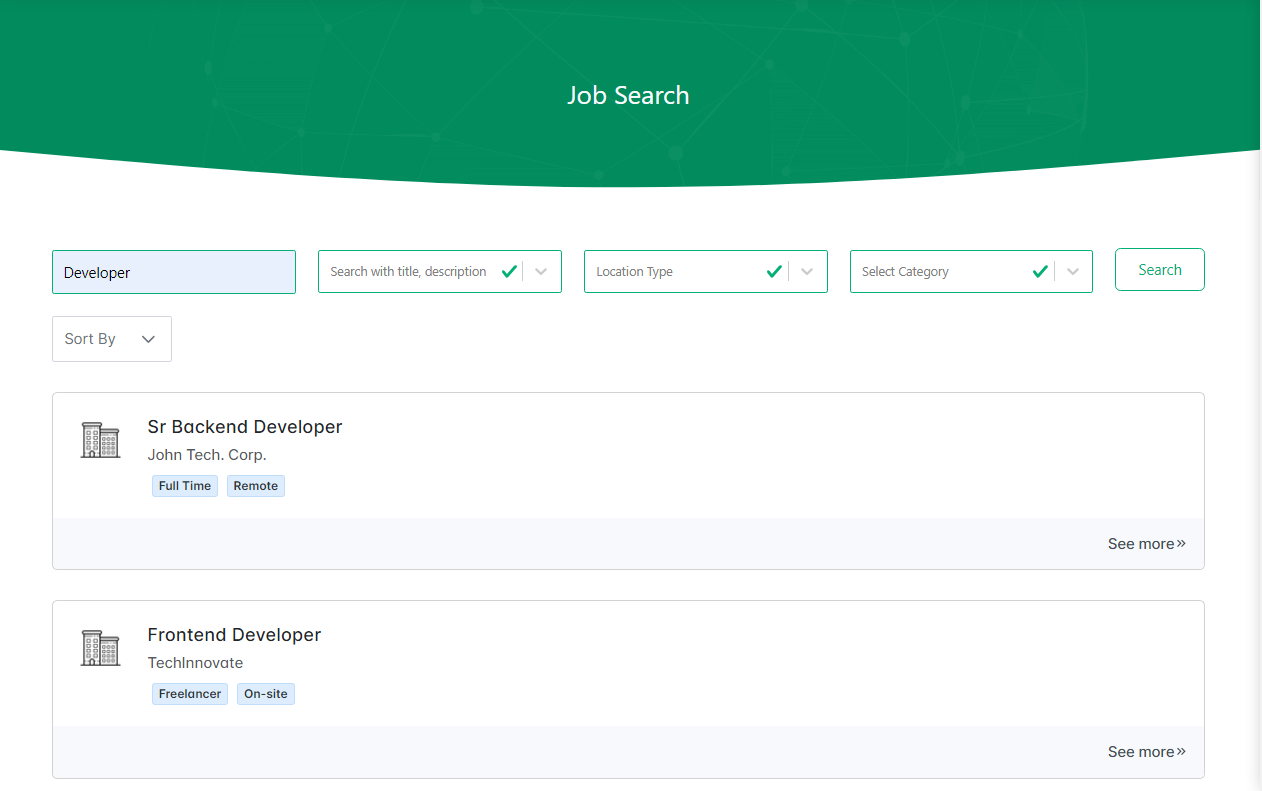 Job Search
Developer
Search with title, description
Location Type
Select Category
Search
Sort By
Sr Backend Developer
John Tech. Corp.
Full Time Remote
See more»
Frontend Developer
TechInnovate
Freelancer On-site
See more»